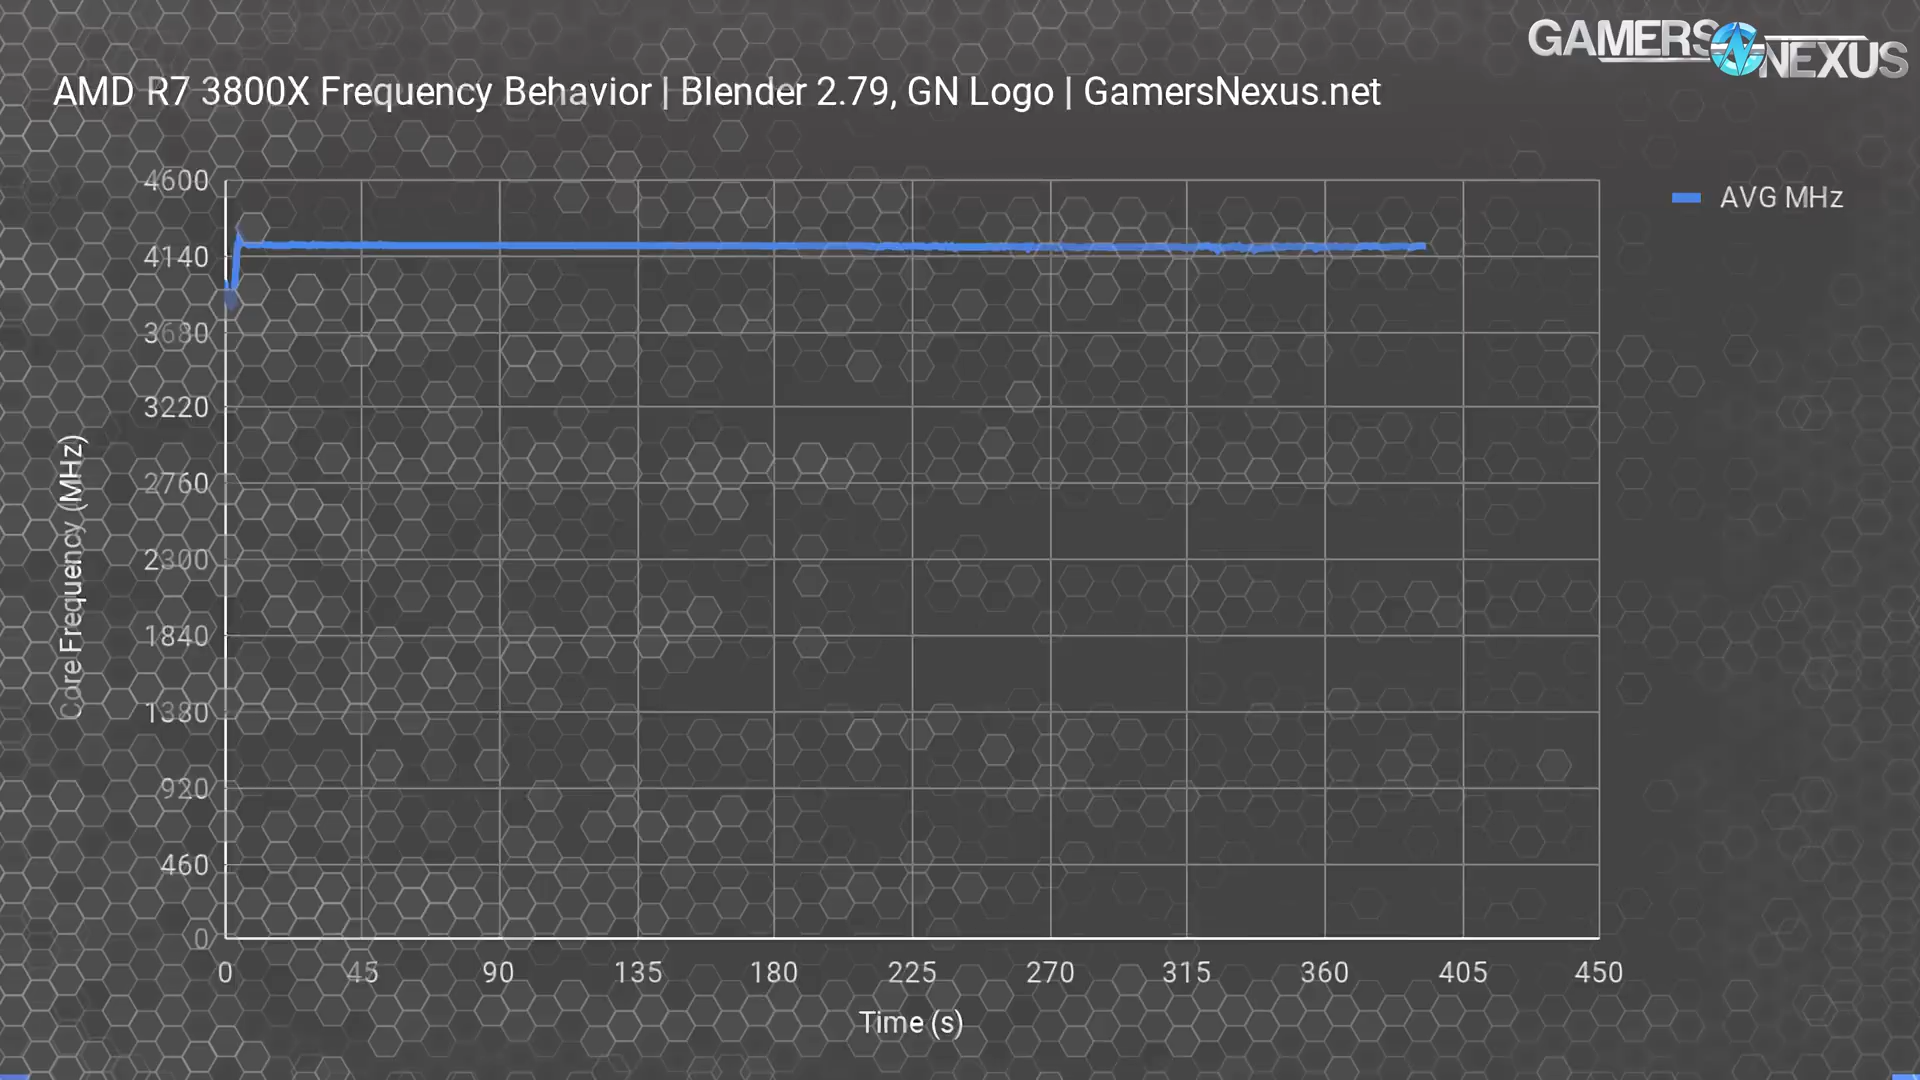 GAMERS NEXUS
AMD R7 3800X Frequency Behavior | Blender 2.79, GN Logo | GamersNexus.net
AVG MHz
4600
4140
3680
3220
2760
2300
1840
1380
920
460
0
Core Frequency (MHz)
0 45 90 135 180 225 270 315 360 405 450
Time (s)